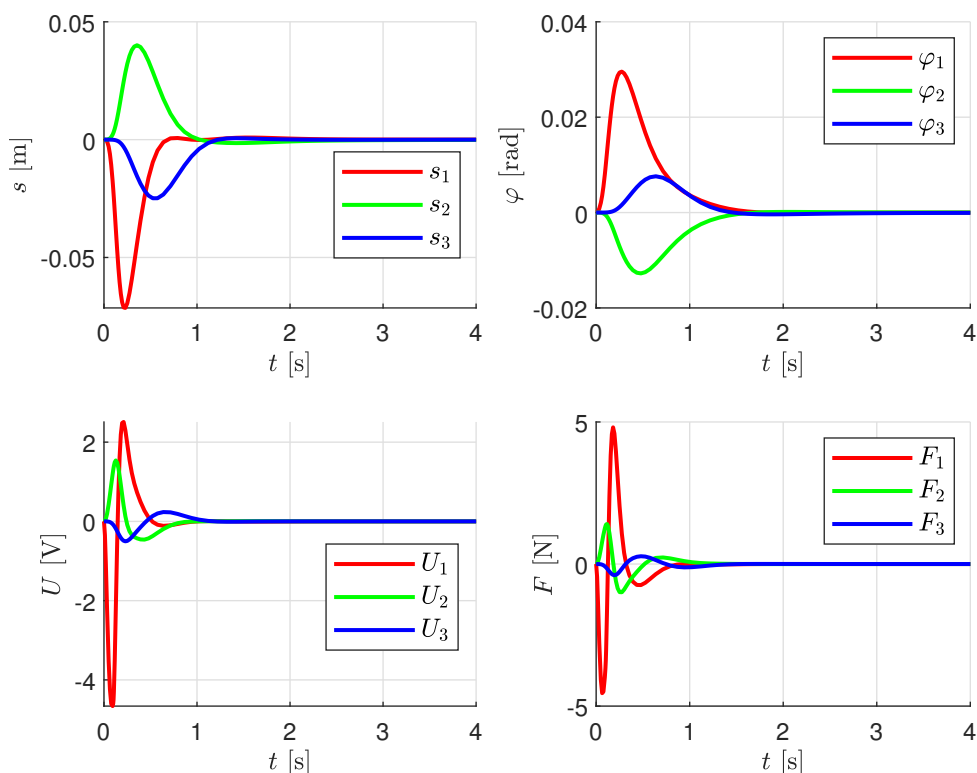 0.05
0
-0.05
s [m]
s₁
s₂
s₃
0 1 2 3 4
t [s]
0.04
0.02
0
-0.02
φ [rad]
φ₁
φ₂
φ₃
0 1 2 3 4
t [s]
2
0
-2
-4
U [V]
U₁
U₂
U₃
0 1 2 3 4
t [s]
5
0
-5
F [N]
F₁
F₂
F₃
0 1 2 3 4
t [s]